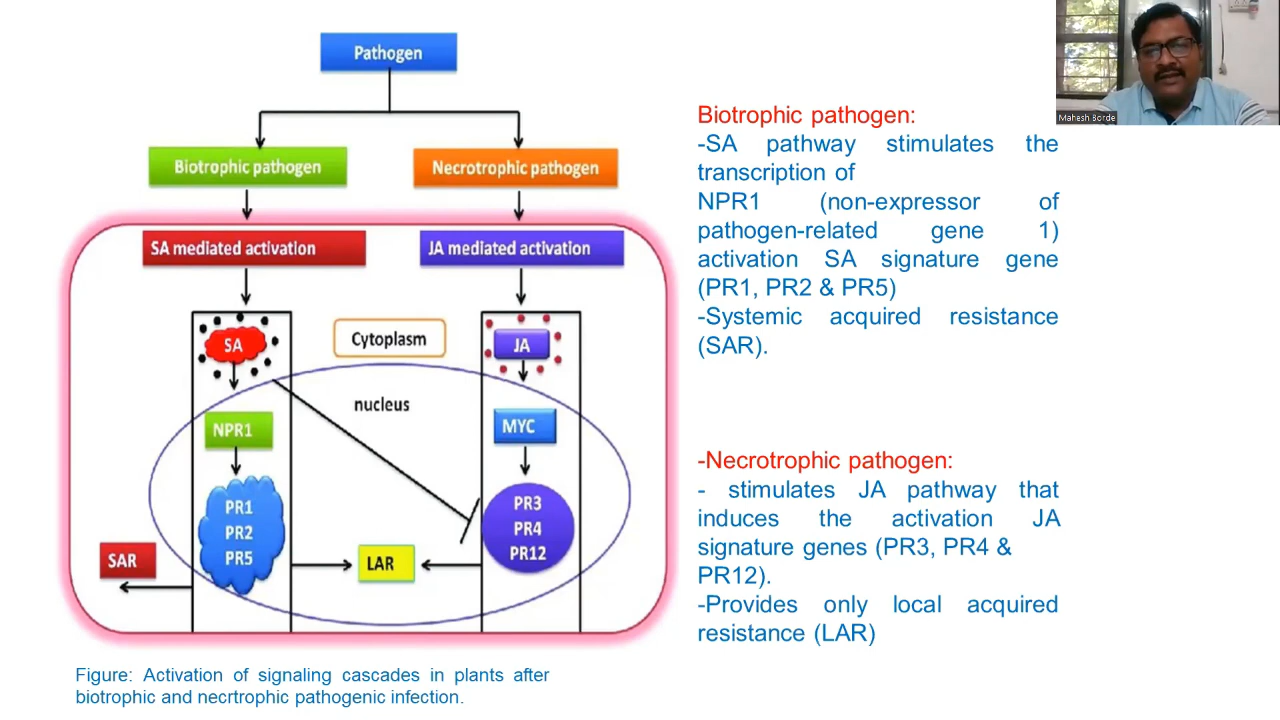 Pathogen
Biotrophic pathogen
Necrotrophic pathogen
SA mediated activation
JA mediated activation
SA
Cytoplasm
JA
nucleus
NPR1
MYC
PR1
PR2
PR5
PR3
PR4
PR12
SAR
LAR
Figure: Activation of signaling cascades in plants after
biotrophic and necrtrophic pathogenic infection.
Biotrophic pathogen:
-SA pathway stimulates the
transcription of
NPR1 (non-expressor of
pathogen-related gene 1)
activation SA signature gene
(PR1, PR2 & PR5)
-Systemic acquired resistance
(SAR).
-Necrotrophic pathogen:
- stimulates JA pathway that
induces the activation JA
signature genes (PR3, PR4 &
PR12).
-Provides only local acquired
resistance (LAR)
Mahesh Borde